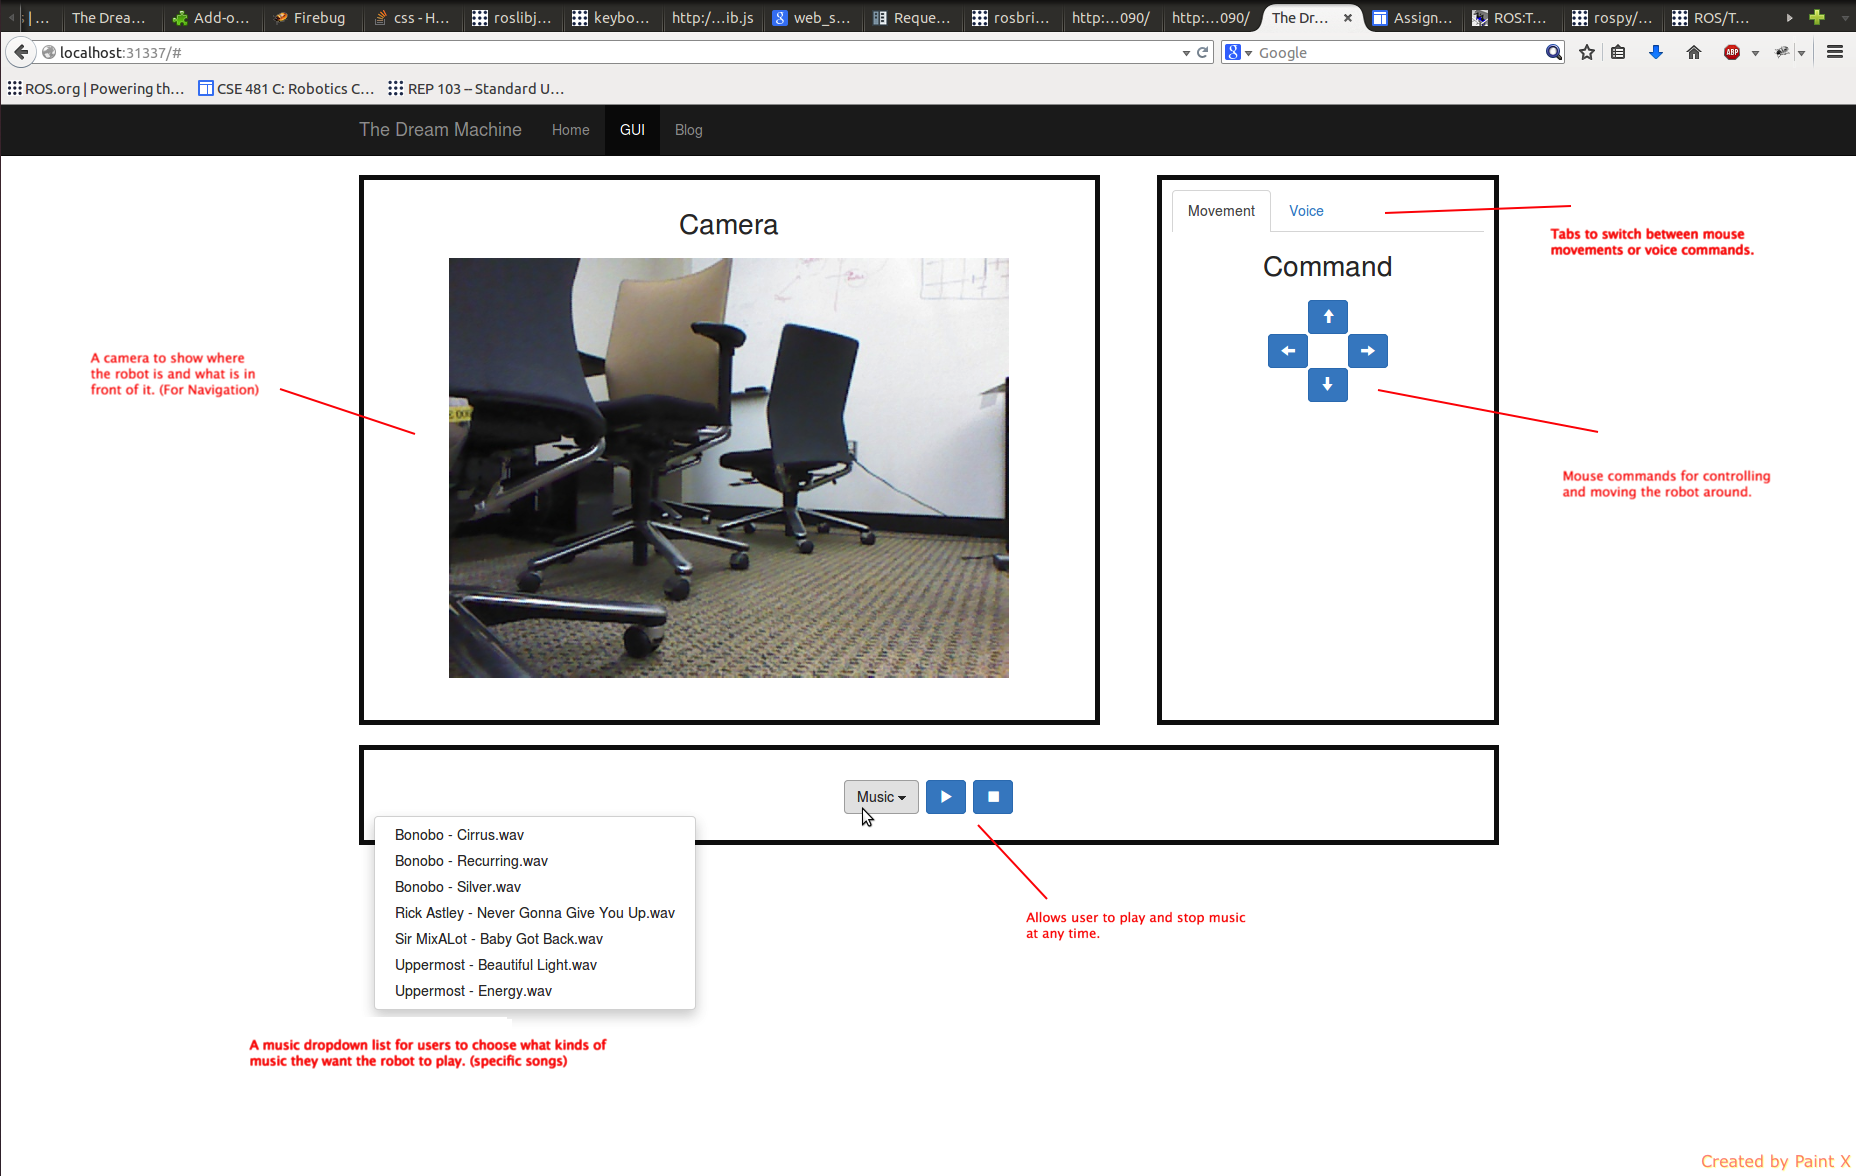 s | ...
The Drea...
Add-o...
Firebug
css - H...
roslibj...
keybo...
http:/...ib.js
web_s...
Reque...
rosbri...
http:...090/
http:...090/
The Dr...
Assign...
ROS:T...
rospy/...
ROS/T...
localhost:31337/#
Google
ABP
ROS.org | Powering th...
CSE 481 C: Robotics C...
REP 103 -- Standard U...
The Dream Machine
Home
GUI
Blog
Camera
Movement
Voice
Command
Tabs to switch between mouse
movements or voice commands.
A camera to show where
the robot is and what is in
front of it. (For Navigation)
Mouse commands for controlling
and moving the robot around.
Music
Bonobo - Cirrus.wav
Bonobo - Recurring.wav
Bonobo - Silver.wav
Rick Astley - Never Gonna Give You Up.wav
Sir MixALot - Baby Got Back.wav
Uppermost - Beautiful Light.wav
Uppermost - Energy.wav
Allows user to play and stop music
at any time.
A music dropdown list for users to choose what kinds of
music they want the robot to play. (specific songs)
Created by Paint X